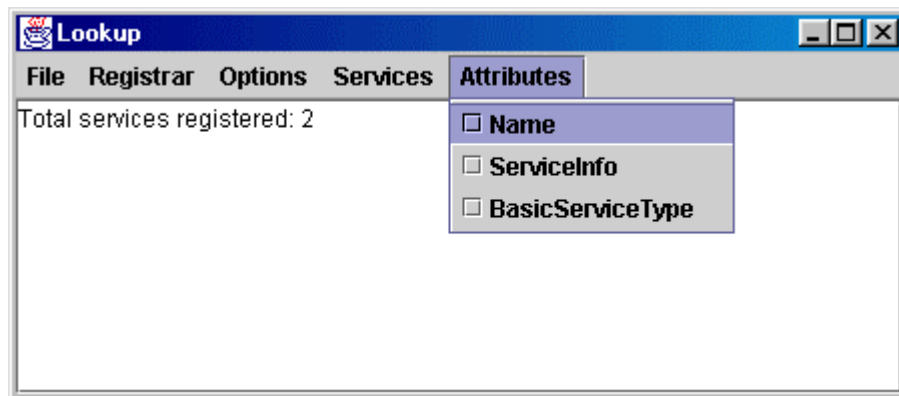 Lookup
File Registrar Options Services Attributes
Total services registered: 2
Name
ServiceInfo
BasicServiceType